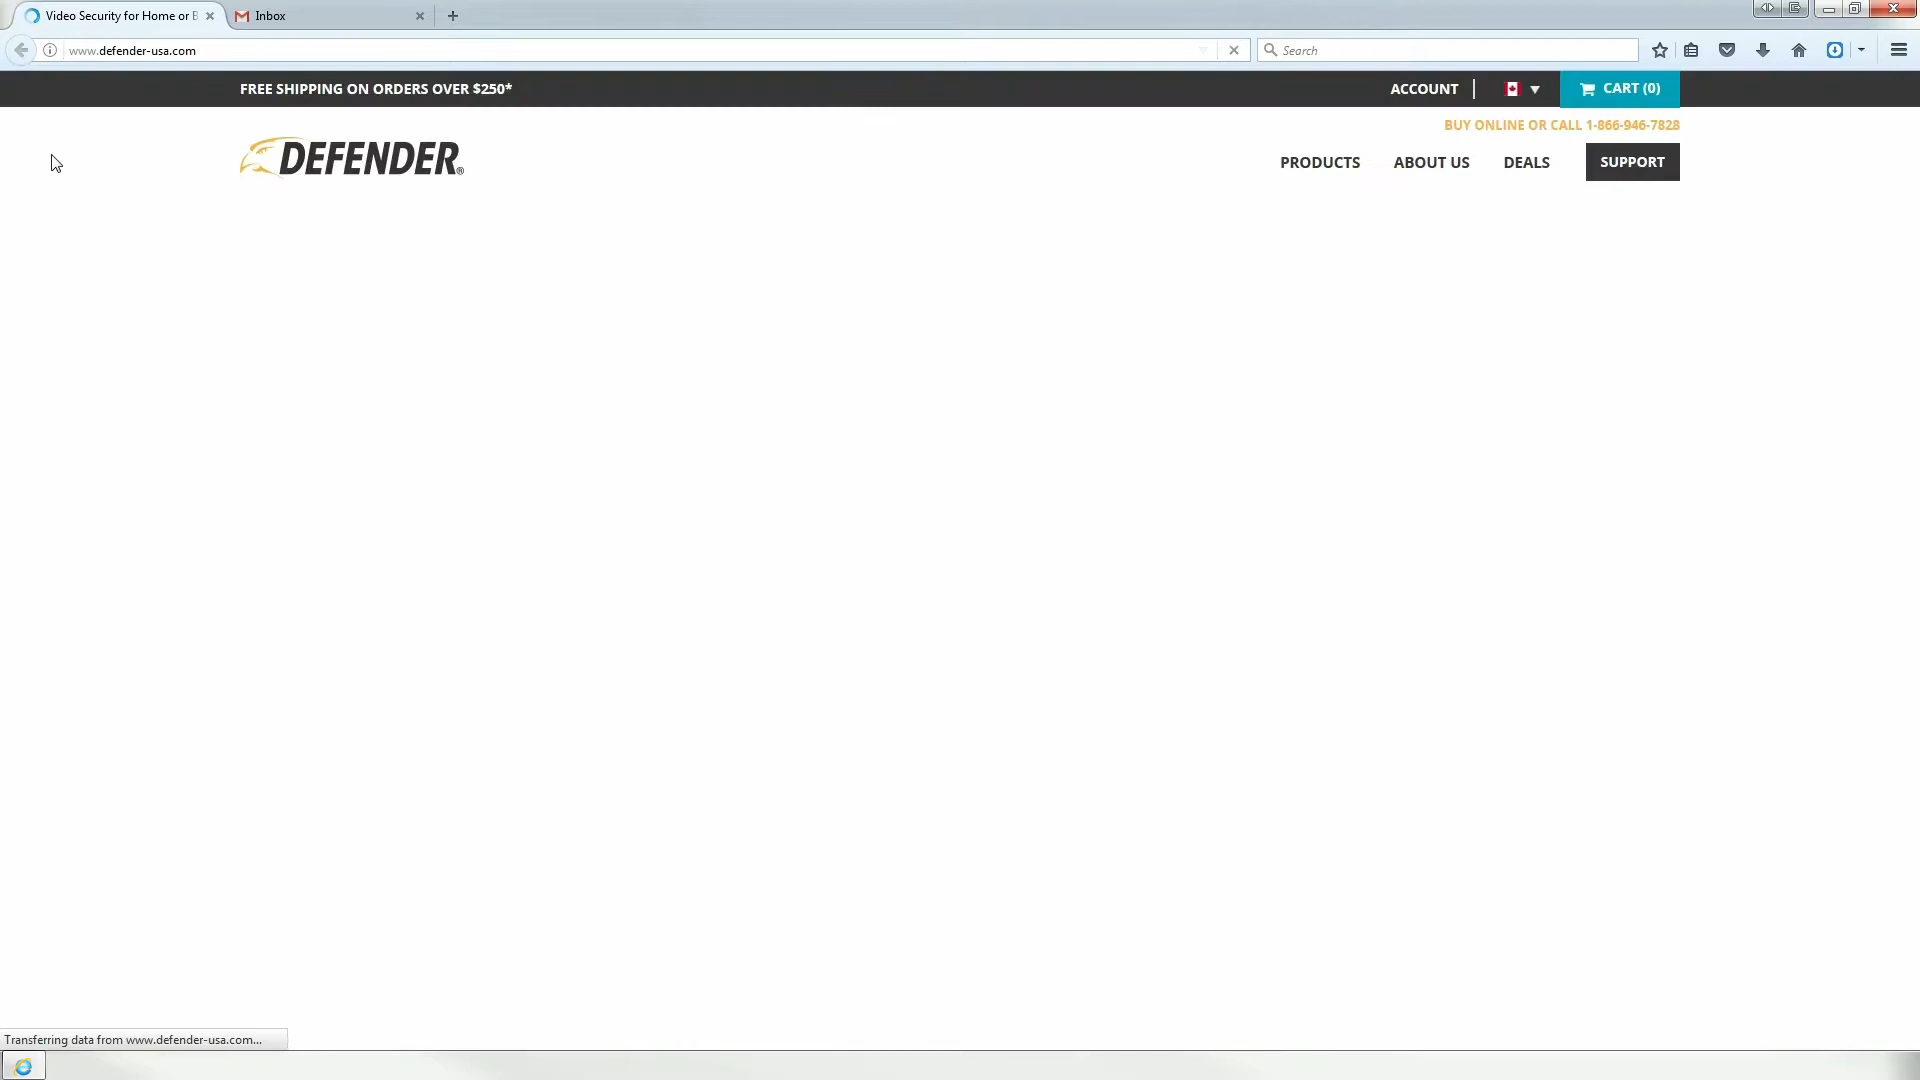 Video Security for Home or B
Inbox
www.defender-usa.com
Search
FREE SHIPPING ON ORDERS OVER $250*
ACCOUNT
CART (0)
BUY ONLINE OR CALL 1-866-946-7828
DEFENDER®
PRODUCTS
ABOUT US
DEALS
SUPPORT
Transferring data from www.defender-usa.com...